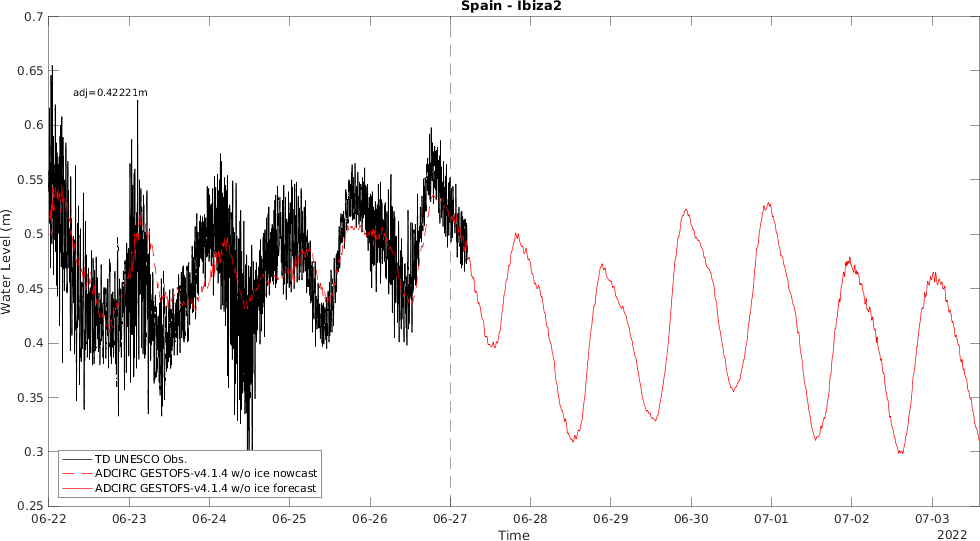 Spain - Ibiza2
0.7
0.65
0.6
0.55
0.5
0.45
0.4
0.35
0.3
0.25
Water Level (m)
adj=0.42221m
TD UNESCO Obs.
ADCIRC GESTOFS-v4.1.4 w/o ice nowcast
ADCIRC GESTOFS-v4.1.4 w/o ice forecast
06-22 06-23 06-24 06-25 06-26 06-27 06-28 06-29 06-30 07-01 07-02 07-03
Time
2022